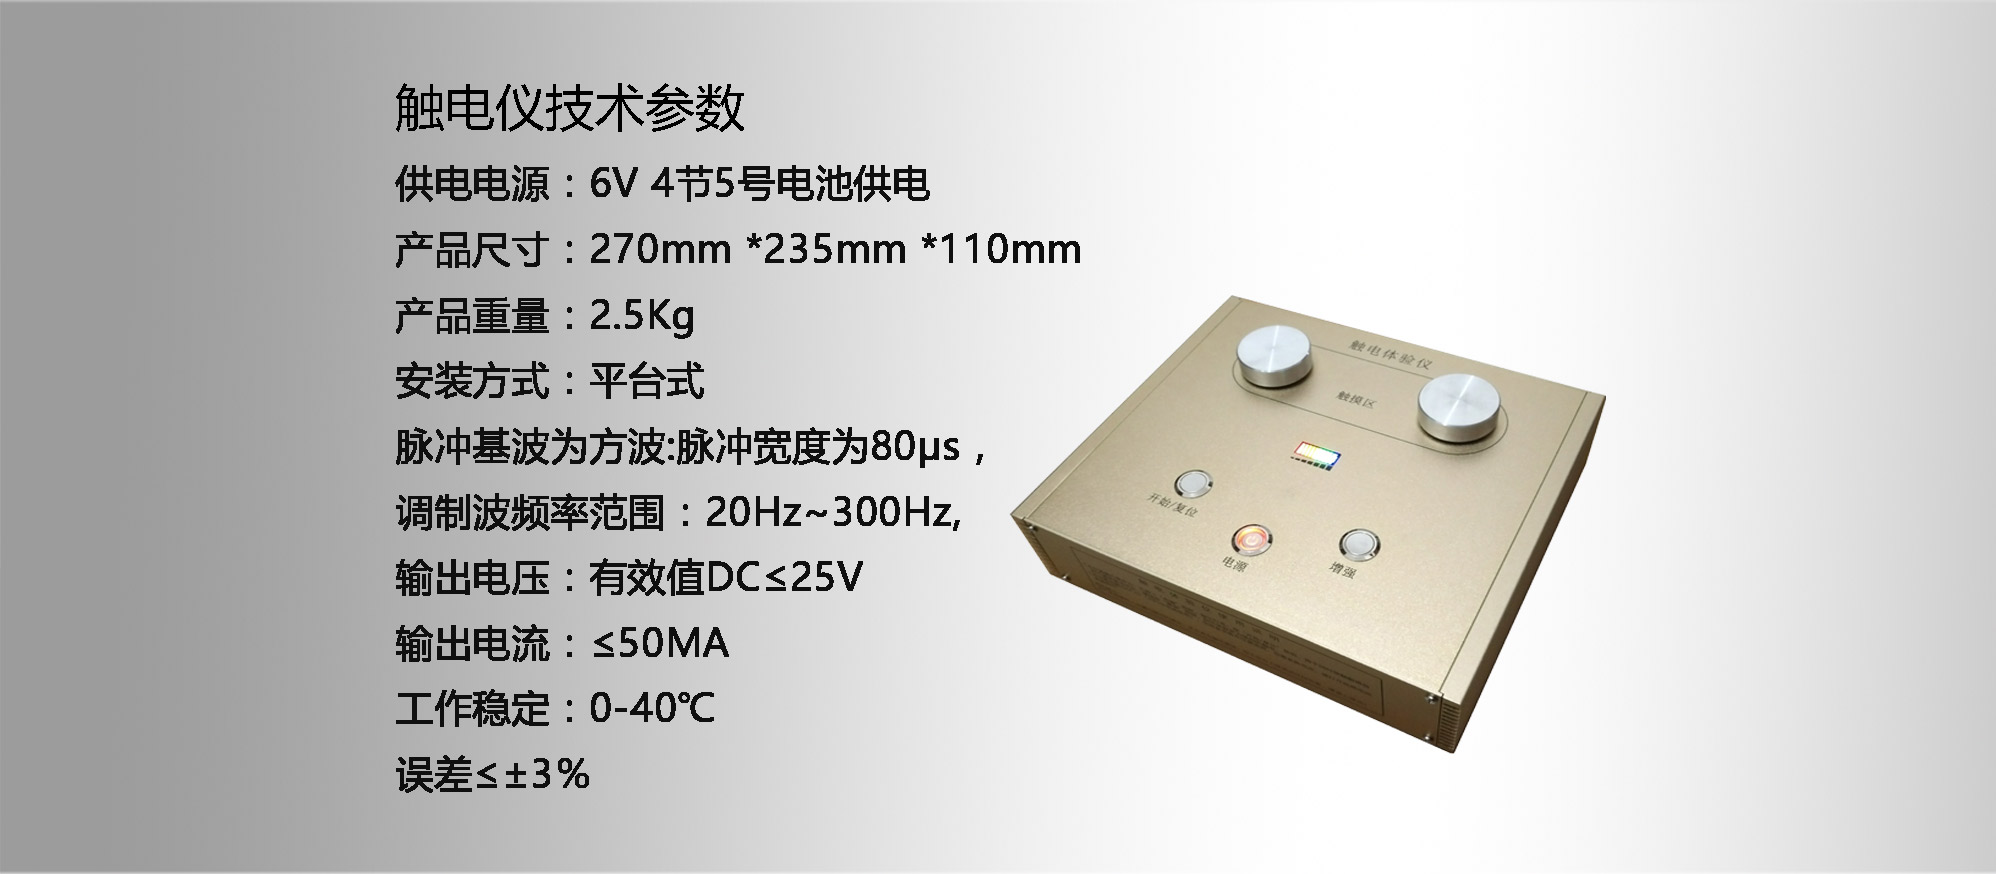 触电仪技术参数
供电电源：6V 4节5号电池供电
产品尺寸：270mm *235mm *110mm
产品重量：2.5Kg
安装方式：平台式
脉冲基波为方波:脉冲宽度为80μs，
调制波频率范围：20Hz~300Hz,
输出电压：有效值DC≤25V
输出电流：≤50MA
工作稳定：0-40℃
误差≤±3%
触电体验仪
触摸区
开始/复位
电源
增强